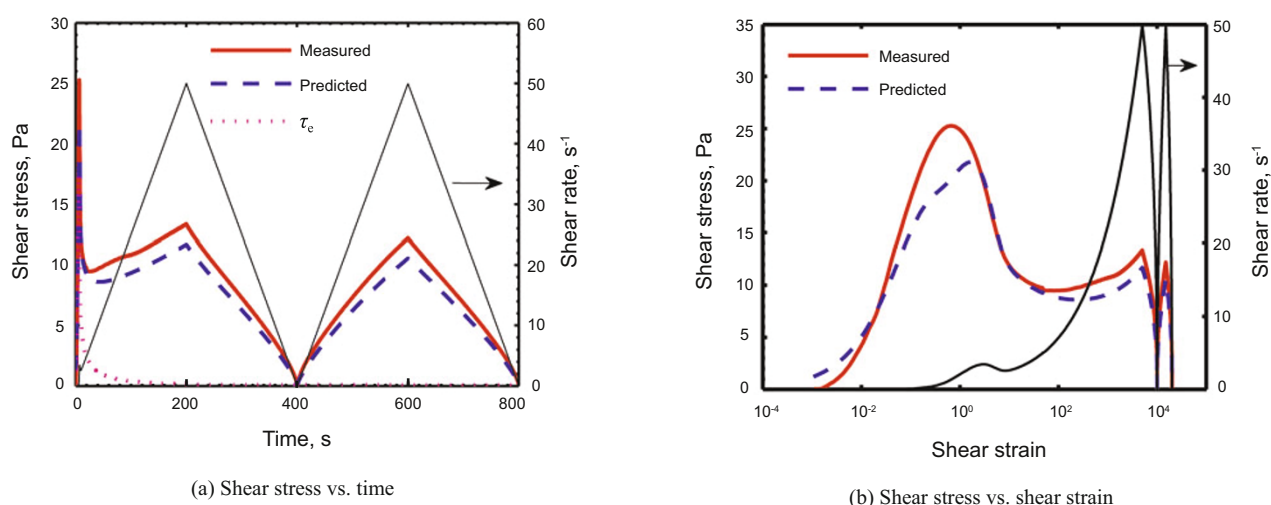 30
25
20
15
10
5
0
Shear stress, Pa
Measured
Predicted
τe
60
50
40
30
20
10
0
Shear rate, s-1
0 200 400 600 800
Time, s
(a) Shear stress vs. time
35
30
25
20
15
10
5
0
Shear stress, Pa
Measured
Predicted
50
40
30
20
10
0
Shear rate, s-1
10-4 10-2 100 102 104
Shear strain
(b) Shear stress vs. shear strain